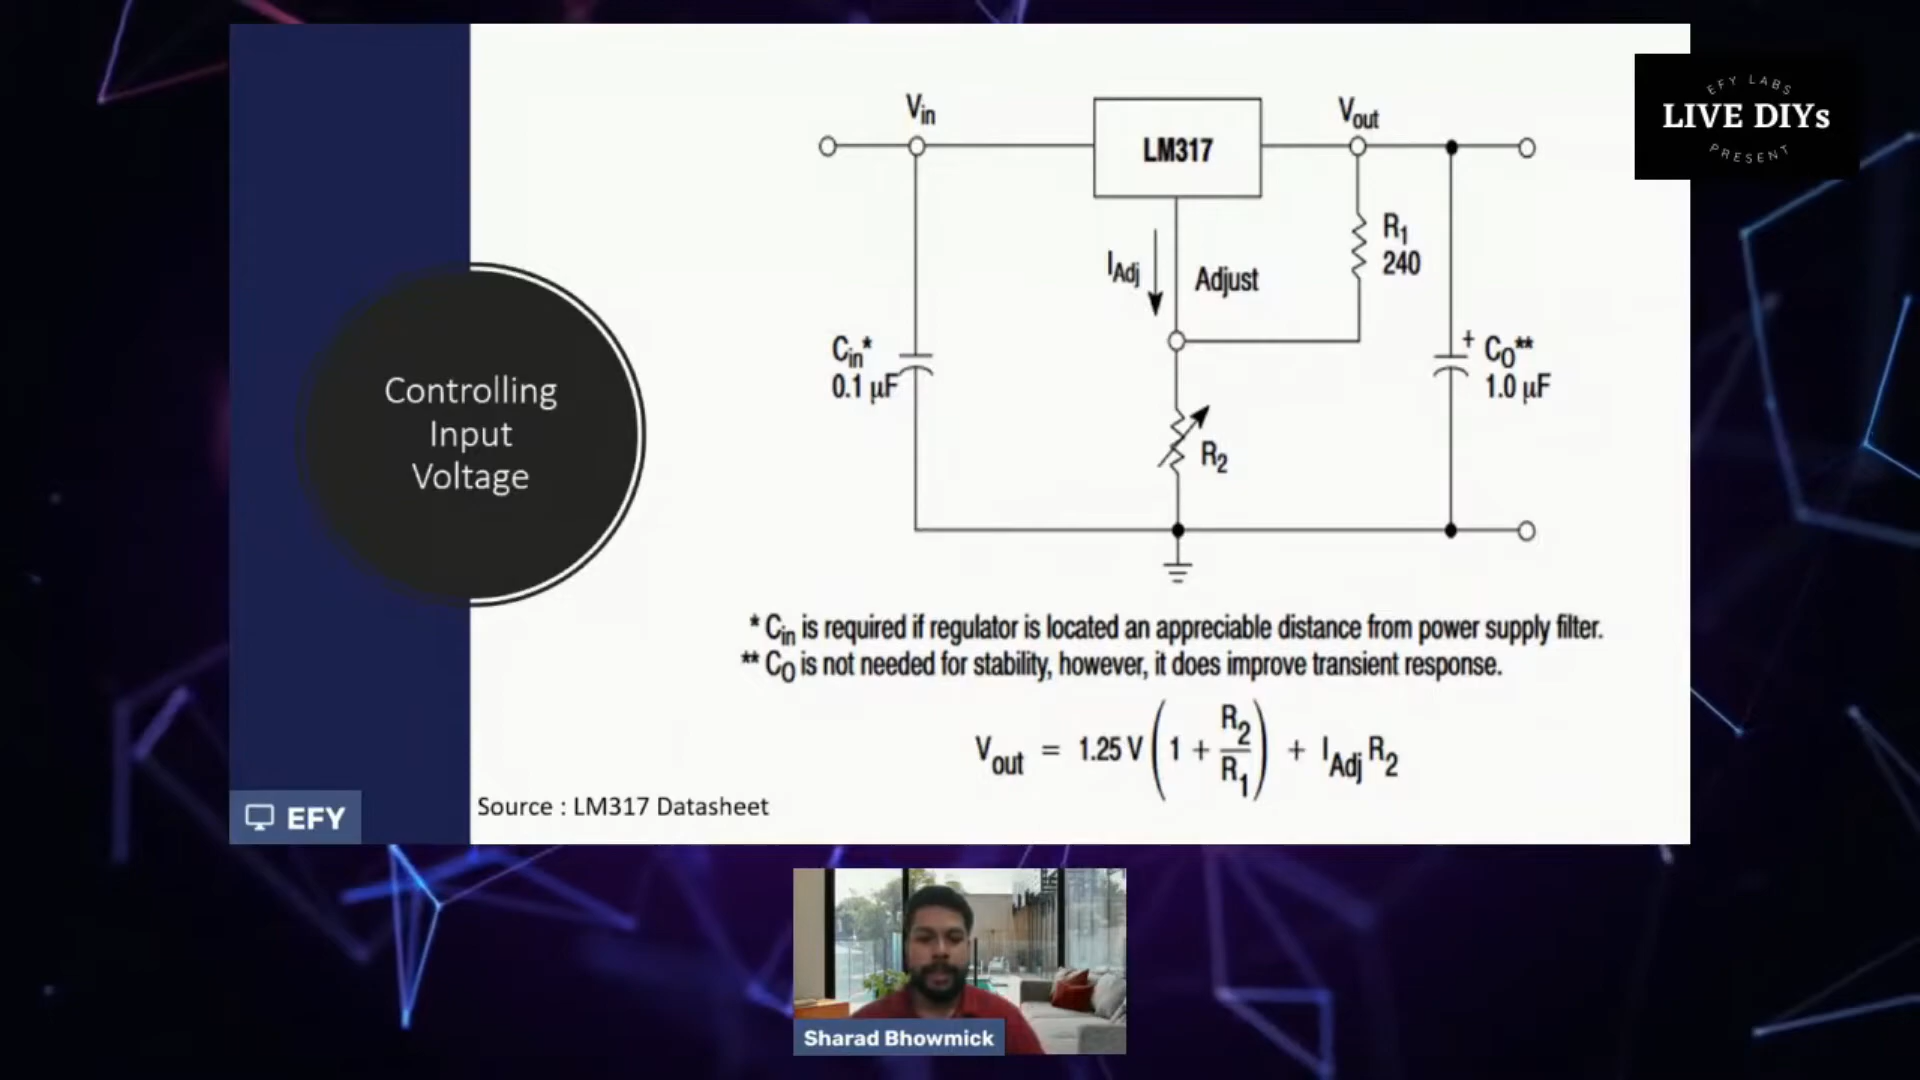 EFY LABS
LIVE DIYs
PRESENT
Controlling
Input
Voltage
Vin
LM317
Vout
R1
240
IAdj
Adjust
Cin*
0.1 µF
+
CO**
1.0 µF
R2
* Cin is required if regulator is located an appreciable distance from power supply filter.
** CO is not needed for stability, however, it does improve transient response.
Vout = 1.25 V (1 + R2/R1) + IAdj R2
Source : LM317 Datasheet
EFY
Sharad Bhowmick